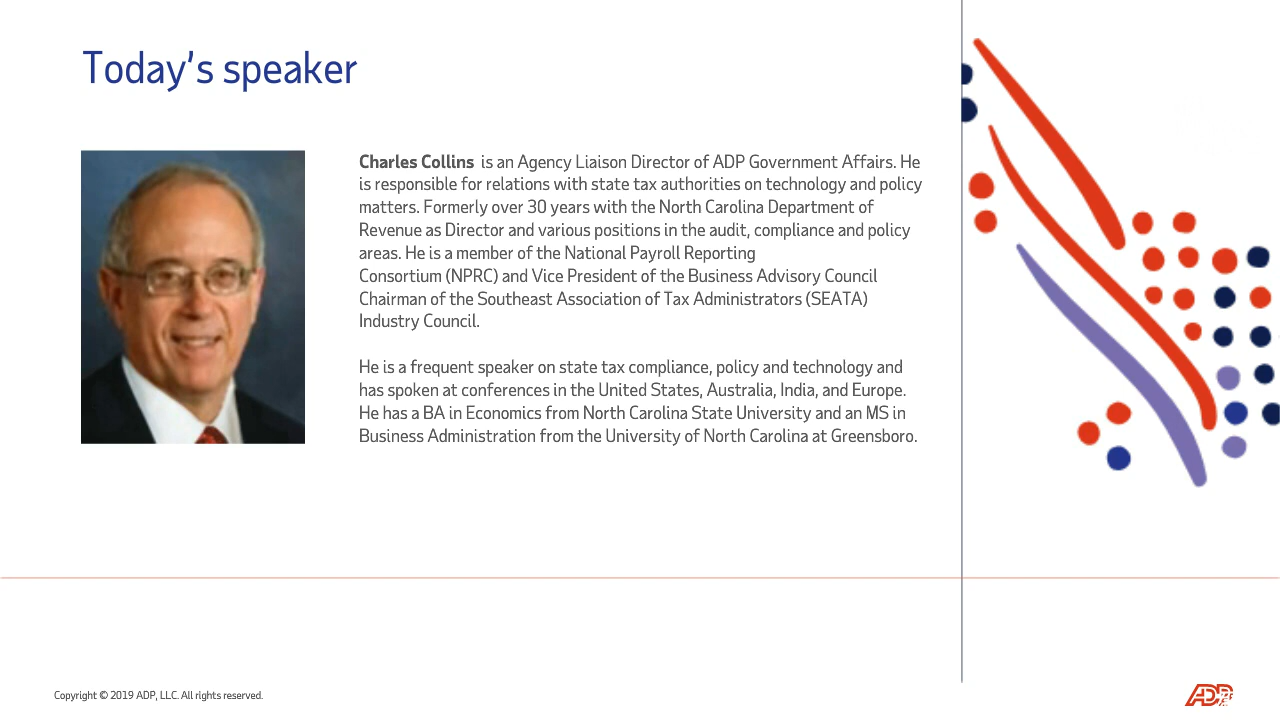 Today's speaker
Charles Collins is an Agency Liaison Director of ADP Government Affairs. He
is responsible for relations with state tax authorities on technology and policy
matters. Formerly over 30 years with the North Carolina Department of
Revenue as Director and various positions in the audit, compliance and policy
areas. He is a member of the National Payroll Reporting
Consortium (NPRC) and Vice President of the Business Advisory Council
Chairman of the Southeast Association of Tax Administrators (SEATA)
Industry Council.
He is a frequent speaker on state tax compliance, policy and technology and
has spoken at conferences in the United States, Australia, India, and Europe.
He has a BA in Economics from North Carolina State University and an MS in
Business Administration from the University of North Carolina at Greensboro.
Copyright © 2019 ADP, LLC. All rights reserved.
ADP